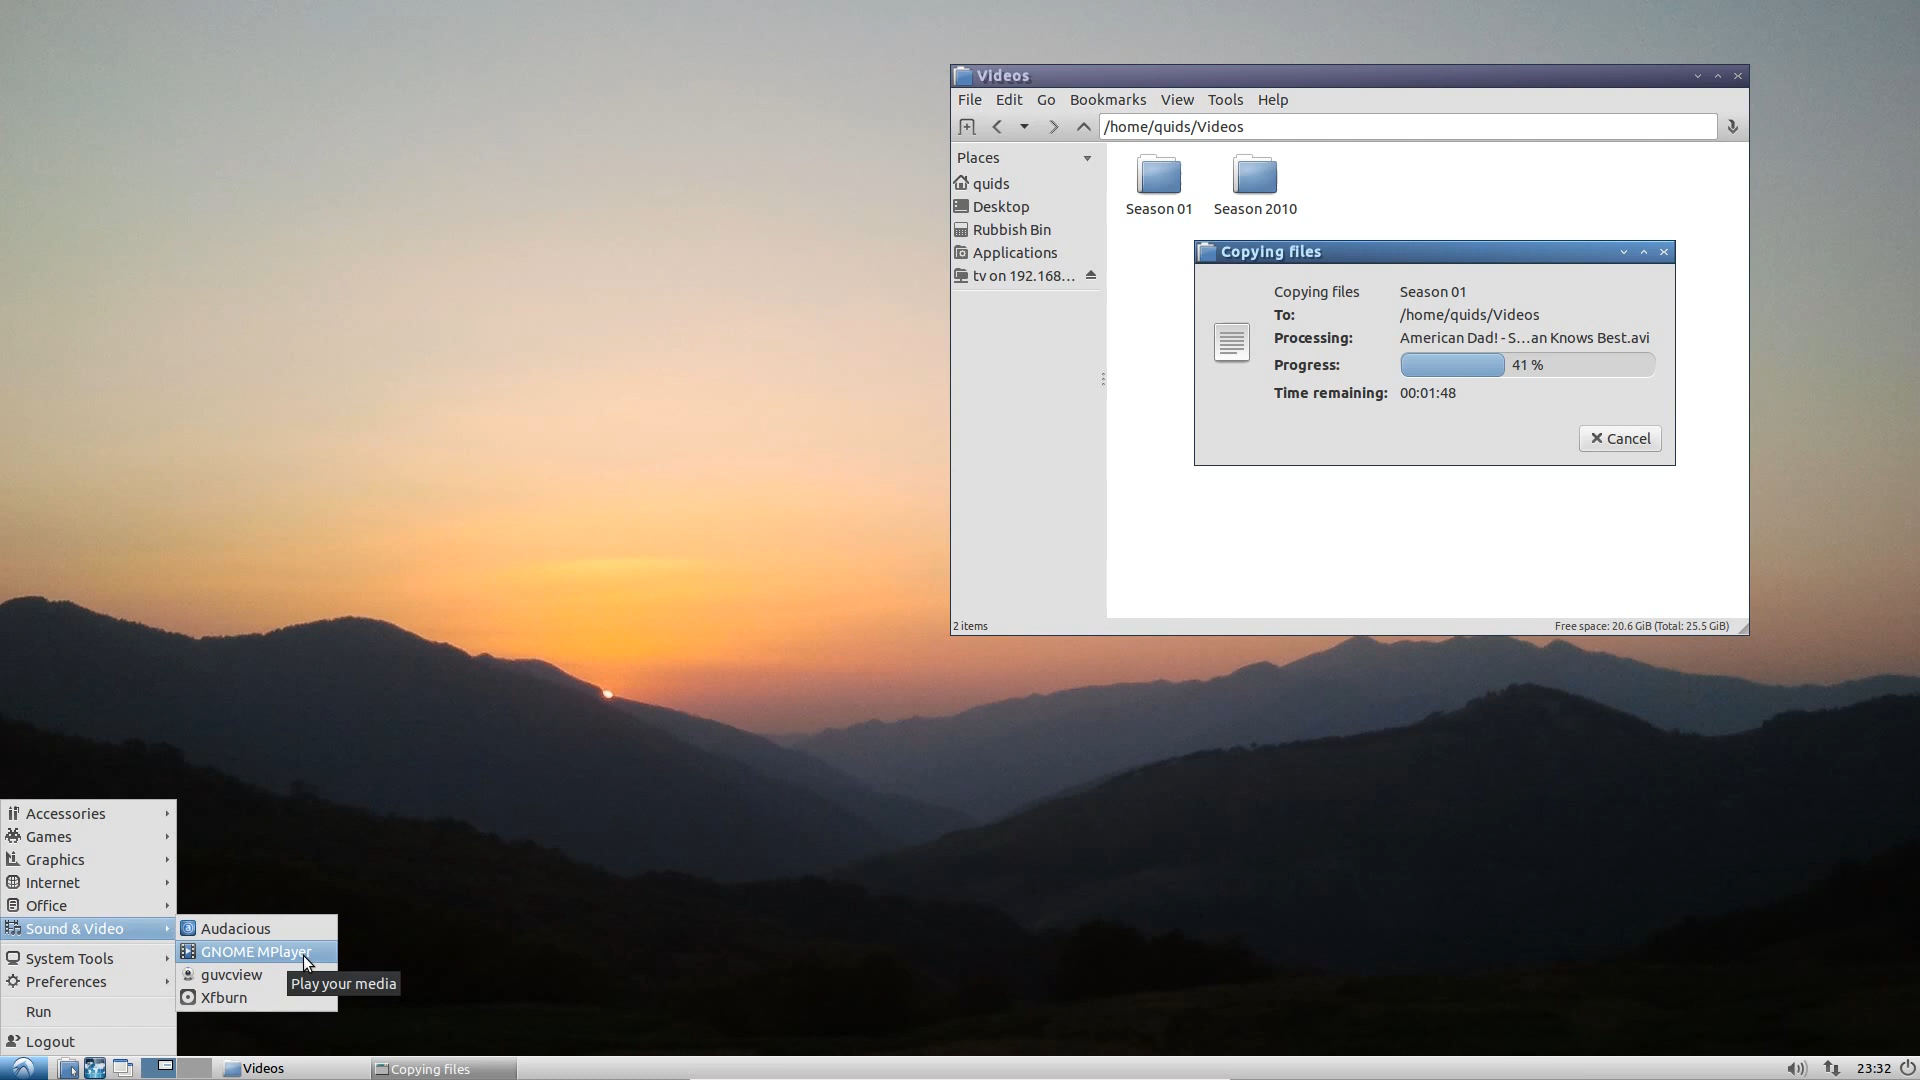 Videos
File Edit Go Bookmarks View Tools Help
/home/quids/Videos
Places
quids
Desktop
Rubbish Bin
Applications
tv on 192.168...
Season 01
Season 2010
Copying files
Copying files Season 01
To: /home/quids/Videos
Processing: American Dad! - S...an Knows Best.avi
Progress: 41 %
Time remaining: 00:01:48
Cancel
2 items
Free space: 20.6 GiB (Total: 25.5 GiB)
Accessories
Games
Graphics
Internet
Office
Sound & Video
System Tools
Preferences
Run
Logout
Audacious
GNOME MPlayer
guvcview
Xfburn
Play your media
Videos
Copying files
23:32